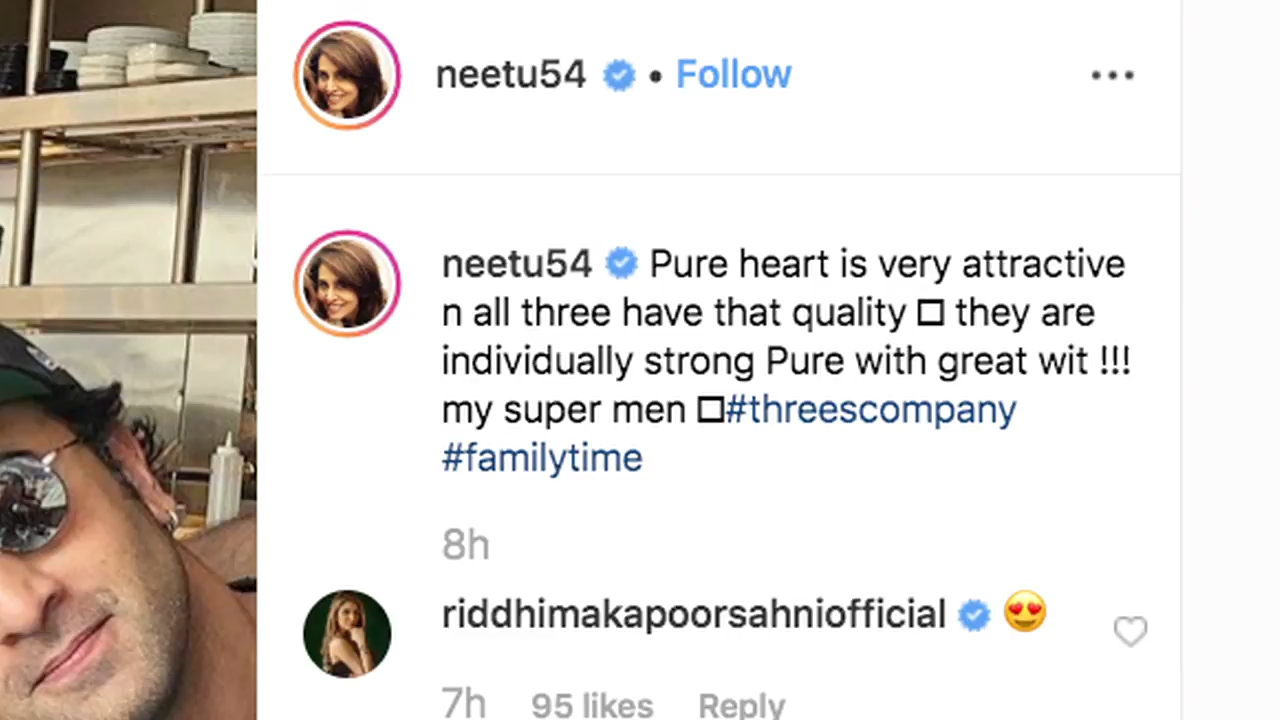 neetu54 • Follow
neetu54 Pure heart is very attractive
n all three have that quality □ they are
individually strong Pure with great wit !!!
my super men □#threescompany
#familytime
8h
riddhimakapoorsahniofficial 😍
7h 95 likes Reply